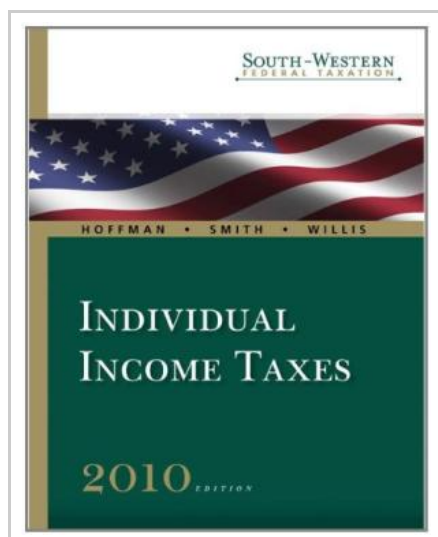 SOUTH-WESTERN
FEDERAL TAXATION
HOFFMAN • SMITH • WILLIS
INDIVIDUAL
INCOME TAXES
2010 EDITION